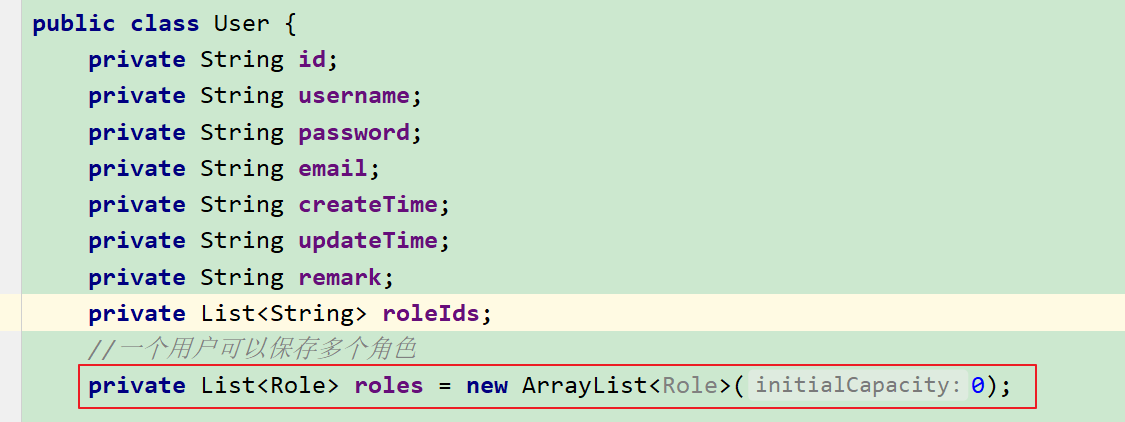 public class User {
private String id;
private String username;
private String password;
private String email;
private String createTime;
private String updateTime;
private String remark;
private List<String> roleIds;
//一个用户可以保存多个角色
private List<Role> roles = new ArrayList<Role>( initialCapacity: 0);